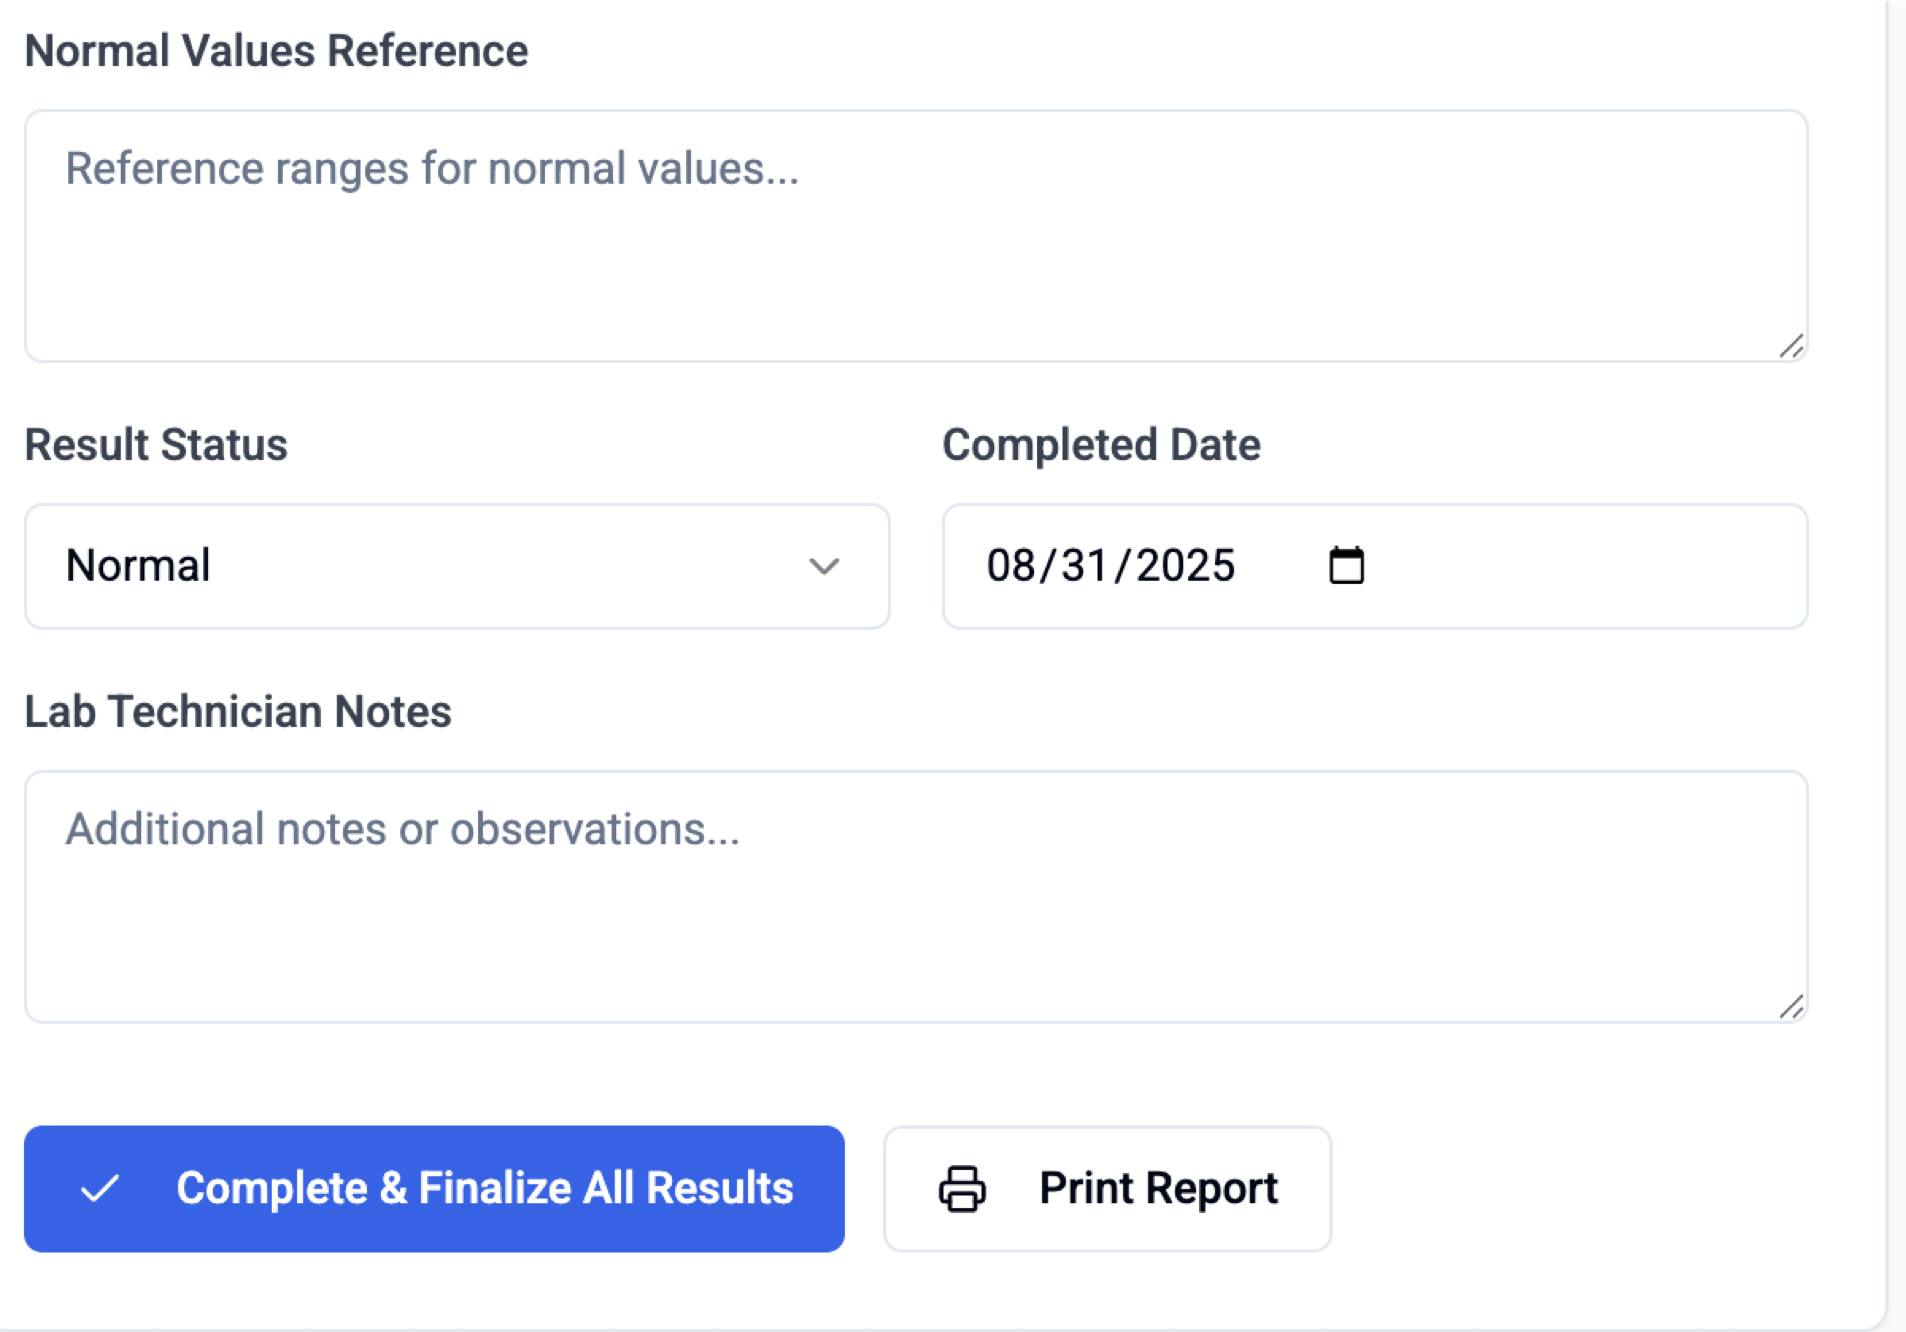 Normal Values Reference
Reference ranges for normal values...
Result Status
Completed Date
Normal
08/31/2025
Lab Technician Notes
Additional notes or observations...
Complete & Finalize All Results
Print Report